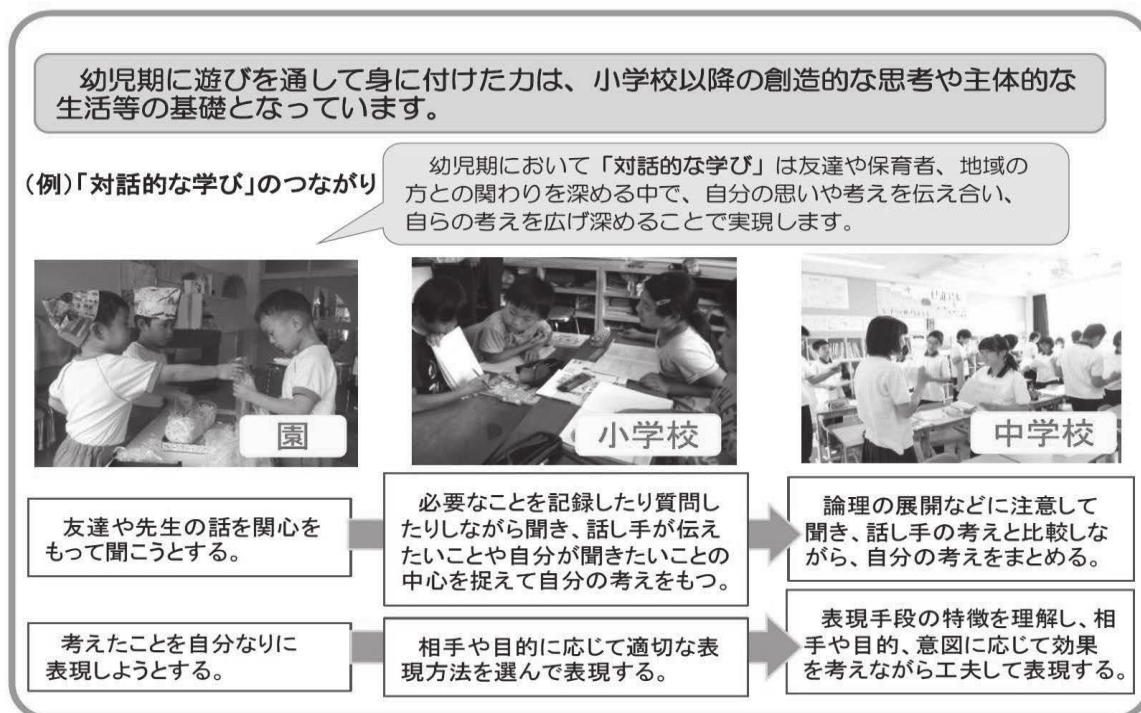 幼児期に遊びを通して身に付けた力は、小学校以降の創造的な思考や主体的な
生活等の基礎となっています。
(例)「対話的な学び」のつながり
幼児期において「対話的な学び」は友達や保育者、地域の
方との関わりを深める中で、自分の思いや考えを伝え合い、
自らの考えを広げ深めることで実現します。
園
小学校
中学校
友達や先生の話を関心を
もって聞こうとする。
必要なことを記録したり質問し
たりしながら聞き、話し手が伝え
たいことや自分が聞きたいことの
中心を捉えて自分の考えをもつ。
論理の展開などに注意して
聞き、話し手の考えと比較しな
がら、自分の考えをまとめる。
考えたことを自分なりに
表現しようとする。
相手や目的に応じて適切な表
現方法を選んで表現する。
表現手段の特徴を理解し、相
手や目的、意図に応じて効果
を考えながら工夫して表現する。